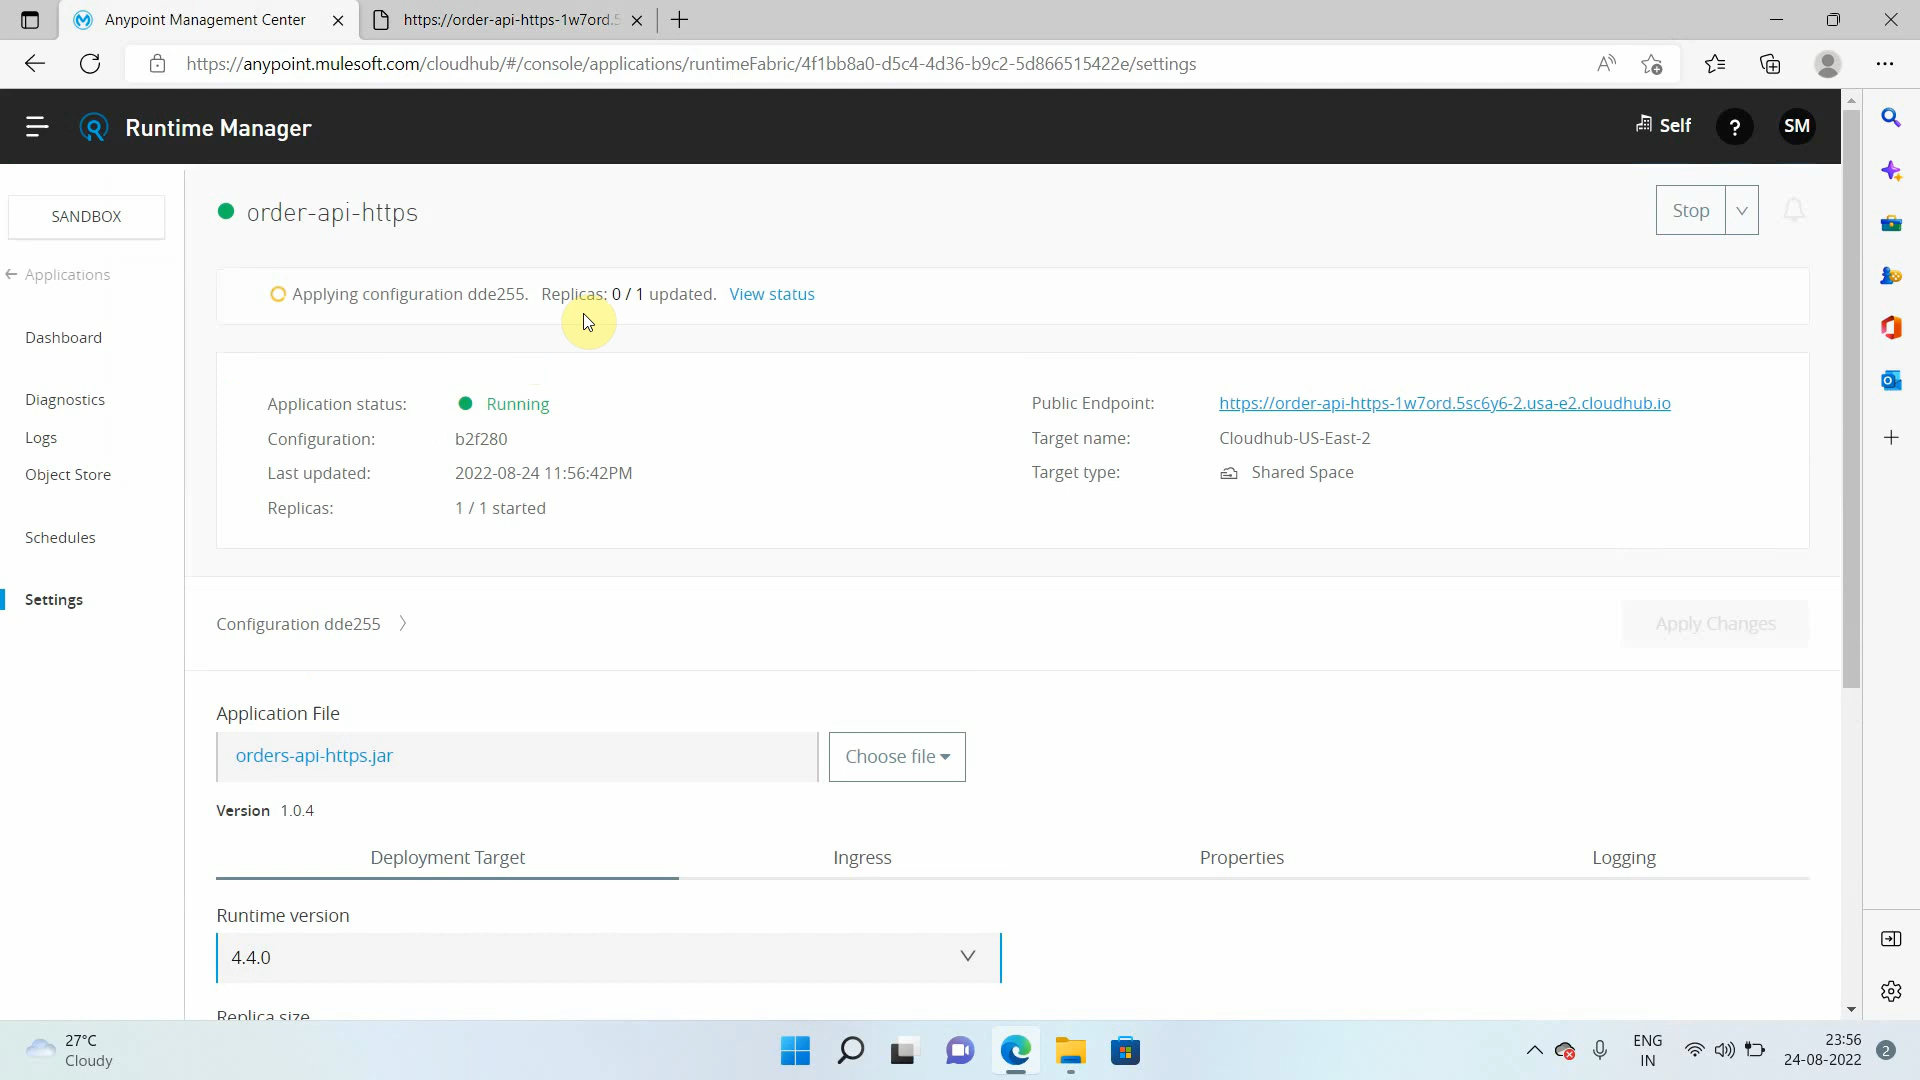 Anypoint Management Center
https://order-api-https-1w7ord.5
https://anypoint.mulesoft.com/cloudhub/#/console/applications/runtimeFabric/4f1bb8a0-d5c4-4d36-b9c2-5d866515422e/settings
Runtime Manager
Self
?
SM
SANDBOX
Applications
Dashboard
Diagnostics
Logs
Object Store
Schedules
Settings
order-api-https
Stop
Applying configuration dde255. Replicas: 0 / 1 updated. View status
Application status: Running
Configuration: b2f280
Last updated: 2022-08-24 11:56:42PM
Replicas: 1 / 1 started
Public Endpoint: https://order-api-https-1w7ord.5sc6y6-2.usa-e2.cloudhub.io
Target name: Cloudhub-US-East-2
Target type: Shared Space
Configuration dde255
Apply Changes
Application File
orders-api-https.jar
Choose file
Version 1.0.4
Deployment Target
Ingress
Properties
Logging
Runtime version
4.4.0
Replica size
27°C
Cloudy
ENG
IN
23:56
24-08-2022
2